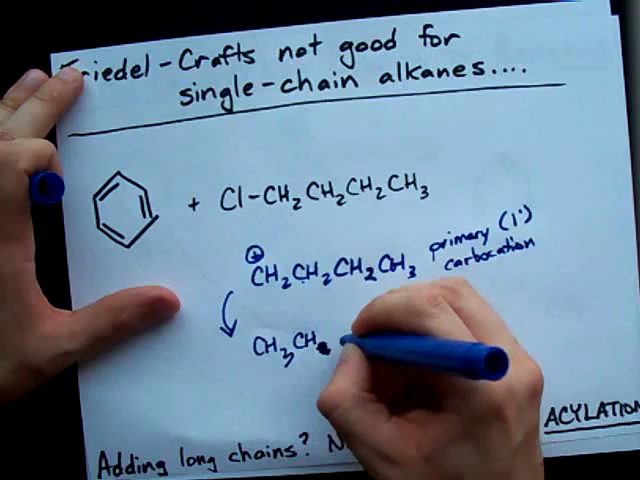 Friedel-Crafts not good for
single-chain alkanes....
+ Cl-CH2CH2CH2CH3
⊕
CH2CH2CH2CH3 primary (1°)
carbocation
CH3CH
Adding long chains?
ACYLATION